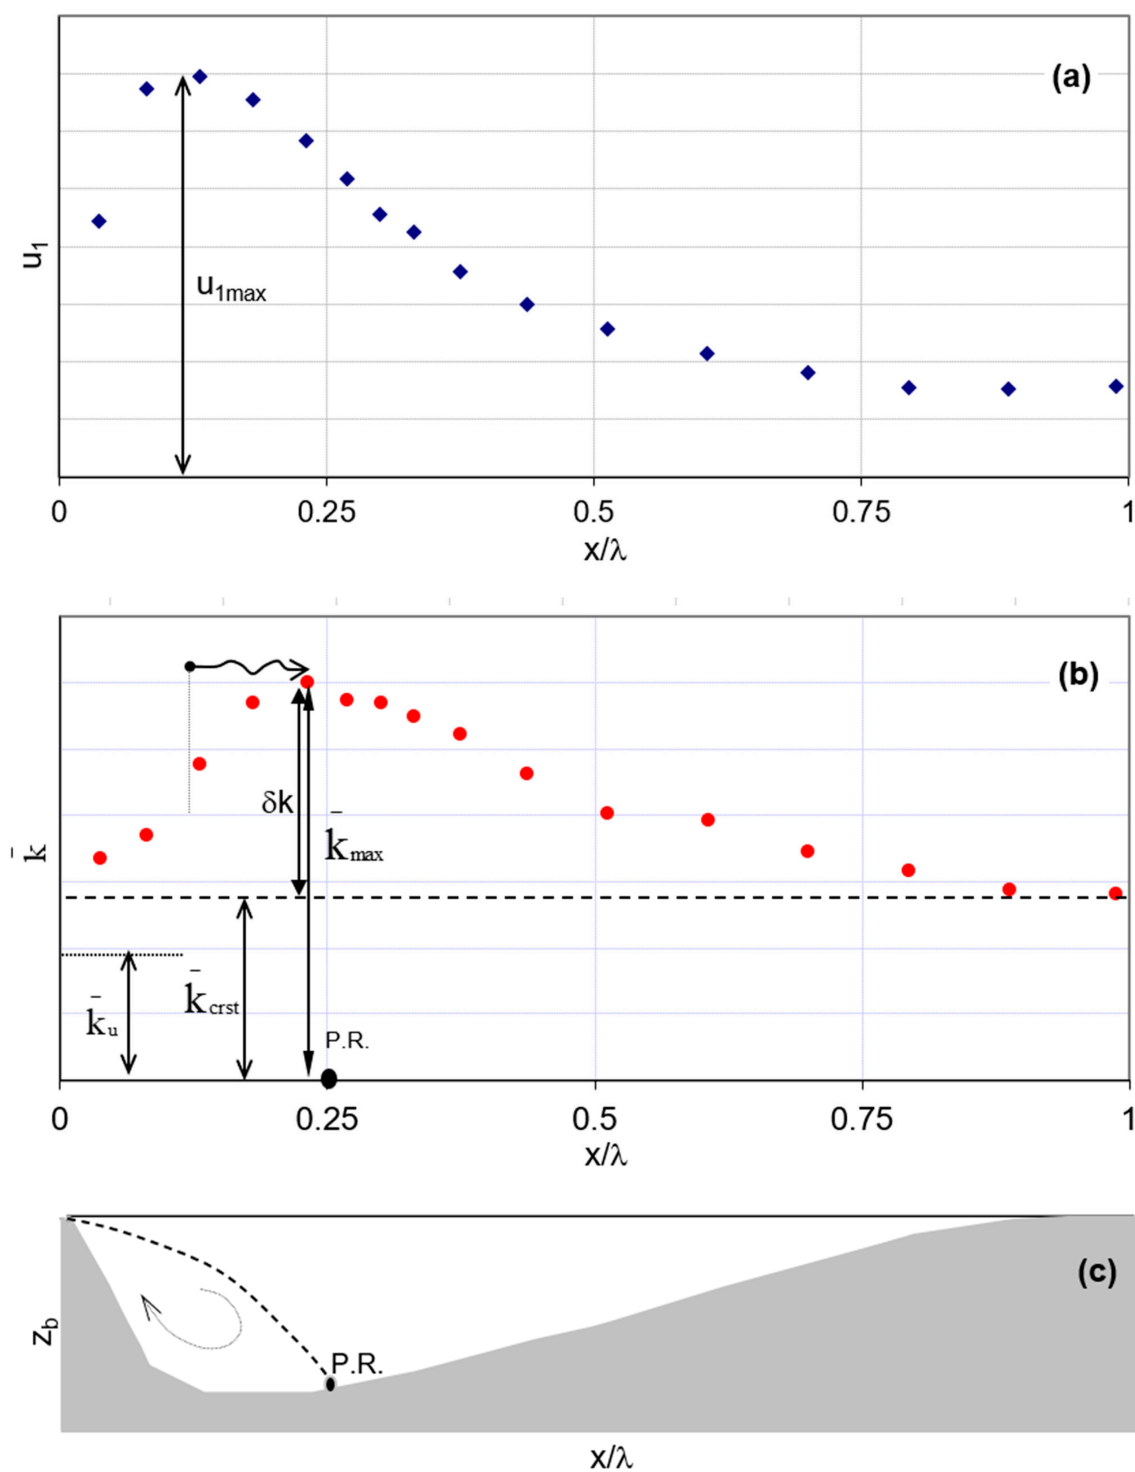 (a)
u₁
u₁max
0 0.25 0.5 0.75 1
x/λ
(b)
δk
k̄max
k̄
k̄crst
k̄u
P.R.
0 0.25 0.5 0.75 1
x/λ
(c)
zb
P.R.
x/λ